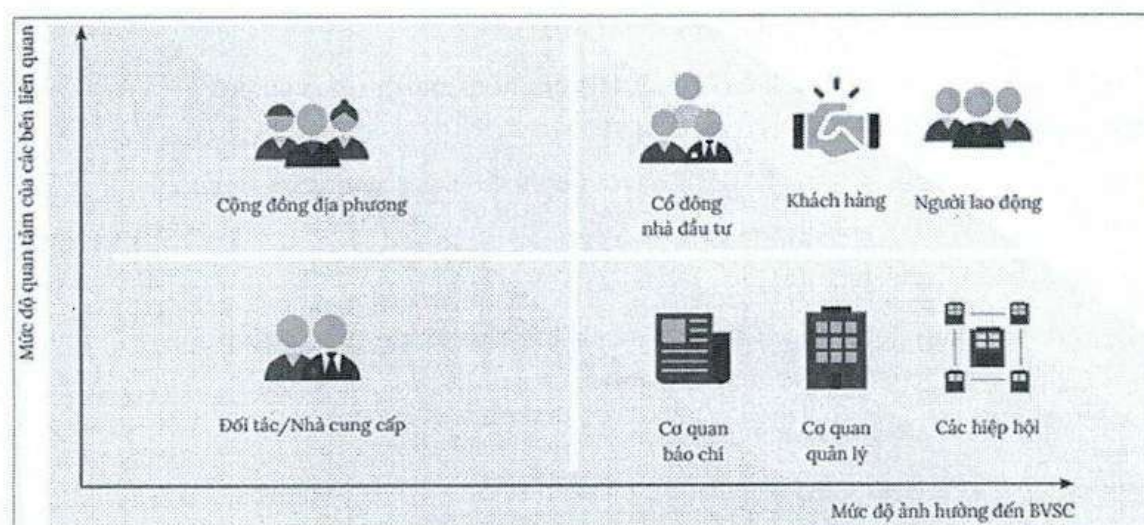 Mức độ quan tâm của các bên liên quan
Cộng đồng địa phương
Cổ đông
nhà đầu tư
Khách hàng
Người lao động
Đối tác/Nhà cung cấp
Cơ quan
báo chí
Cơ quan
quản lý
Các hiệp hội
Mức độ ảnh hưởng đến BVSC